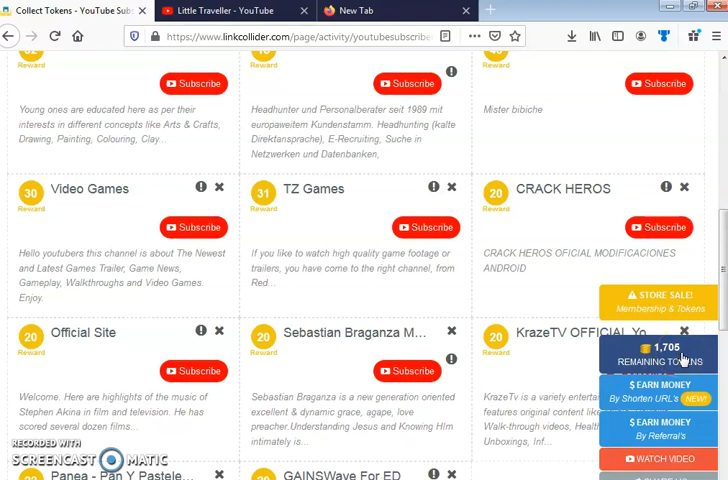 Collect Tokens - YouTube Subs
Little Traveller - YouTube
New Tab
https://www.linkcollider.com/page/activity/youtubesubscribe
Reward
Reward
Reward
Subscribe
Subscribe
Subscribe
Young ones are educated here as per their
interests in different concepts like Arts & Crafts,
Drawing, Painting, Colouring, Clay...
Headhunter und Personalberater seit 1989 mit
europaweitem Kundenstamm. Headhunting (kalte
Direktansprache), E-Recruiting, Suche in
Netzwerken und Datenbanken,
Mister bibiche
30
Reward
Video Games
Subscribe
Hello youtubers this channel is about The Newest
and Latest Games Trailer, Game News,
Gameplay, Walkthroughs and Video Games.
Enjoy.
31
Reward
TZ Games
Subscribe
If you like to watch high quality game footage or
trailers, you have come to the right channel, from
Red...
20
Reward
CRACK HEROS
Subscribe
CRACK HEROS OFICIAL MODIFICACIONES
ANDROID
STORE SALE!
Membership & Tokens
1,705
REMAINING TOKENS
$ EARN MONEY
By Shorten URL's NEW!
$ EARN MONEY
By Referral's
WATCH VIDEO
20
Reward
Official Site
Subscribe
Welcome. Here are highlights of the music of
Stephen Akina in film and television. He has
scored several dozen films...
20
Reward
Sebastian Braganza M...
Subscribe
Sebastian Braganza is a new generation oriented
excellent & dynamic grace, agape, love
preacher.Understanding Jesus and Knowing HIm
intimately is...
20
Reward
KrazeTV OFFICIAL Yo
KrazeTv is a variety
features original content like
Walk-through videos,
Unboxings, Inf...
22
Panea - Pan Y Pastele...
20
GAINSWave For ED
RECORDED WITH
SCREENCAST MATIC